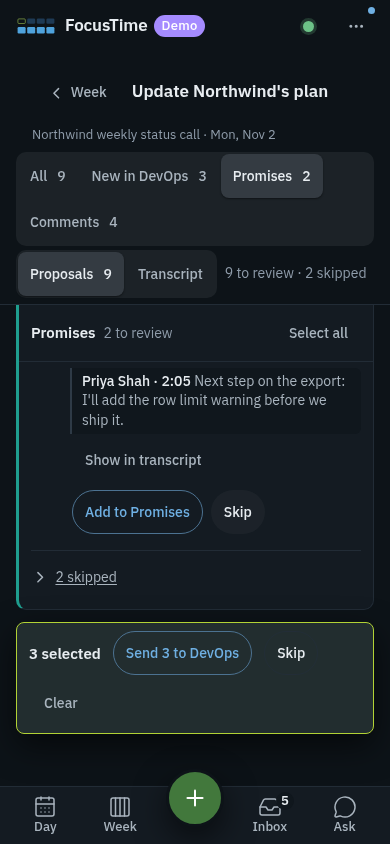 FocusTime Demo
Week Update Northwind's plan
Northwind weekly status call · Mon, Nov 2
All 9 New in DevOps 3 Promises 2
Comments 4
Proposals 9 Transcript 9 to review · 2 skipped
Promises 2 to review Select all
Priya Shah · 2:05 Next step on the export:
I'll add the row limit warning before we
ship it.
Show in transcript
Add to Promises Skip
2 skipped
3 selected Send 3 to DevOps Skip
Clear
5
Day Week Inbox Ask